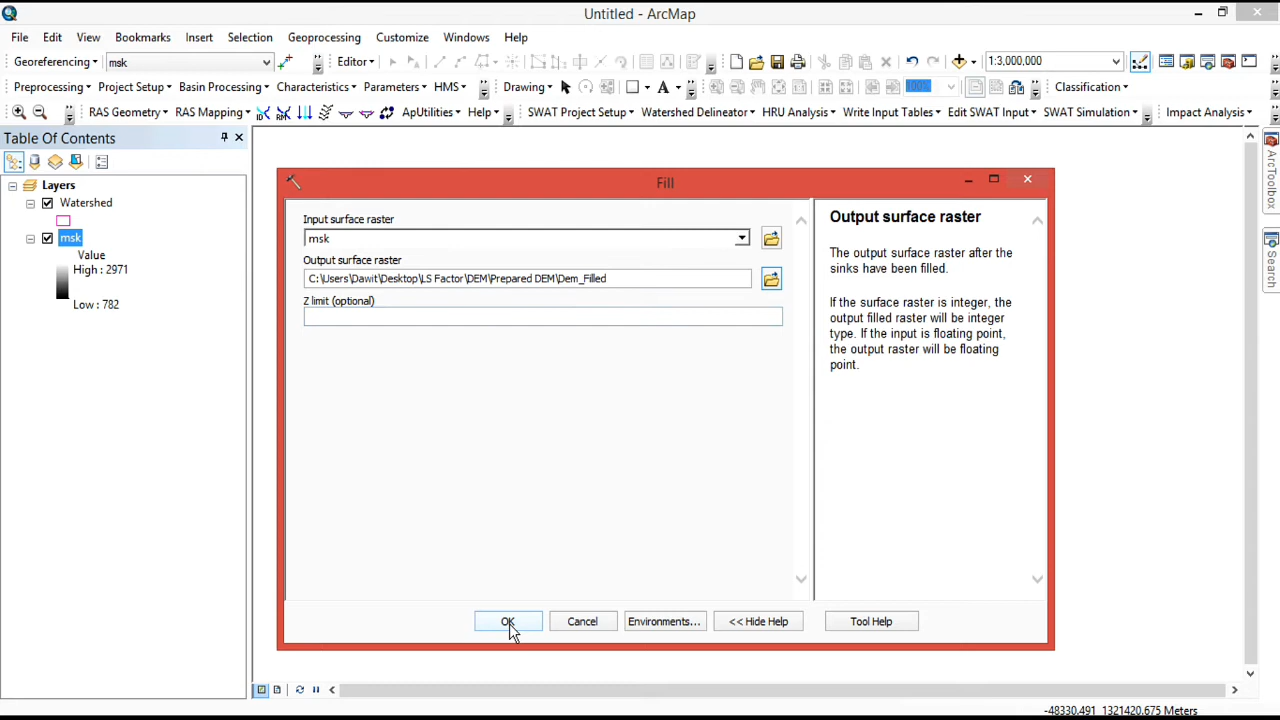 Untitled - ArcMap
File Edit View Bookmarks Insert Selection Geoprocessing Customize Windows Help
Georeferencing msk Editor 1:3,000,000
Preprocessing Project Setup Basin Processing Characteristics Parameters HMS Drawing A 100% Classification
RAS Geometry RAS Mapping ApUtilities Help SWAT Project Setup Watershed Delineator HRU Analysis Write Input Tables Edit SWAT Input SWAT Simulation Impact Analysis
Table Of Contents
Layers
Watershed
msk
Value
High : 2971
Low : 782
Fill
Input surface raster
msk
Output surface raster
C:\Users\Dawit\Desktop\LS Factor\DEM\Prepared DEM\Dem_Filled
Z limit (optional)
Output surface raster
The output surface raster after the
sinks have been filled.
If the surface raster is integer, the
output filled raster will be integer
type. If the input is floating point,
the output raster will be floating
point.
OK Cancel Environments... << Hide Help Tool Help
ArcToolbox
Search
-48330.491 1321420.675 Meters